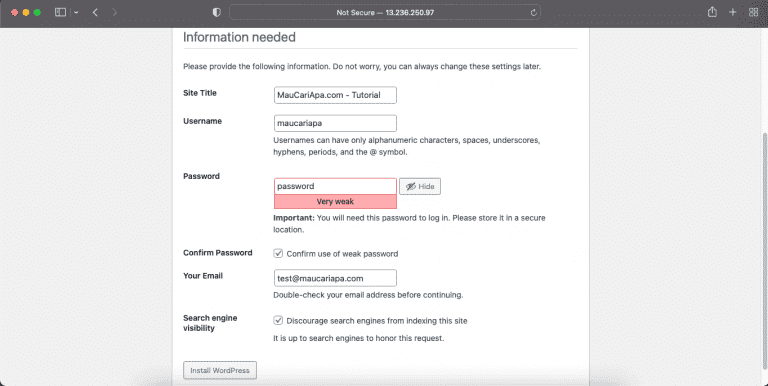 Not Secure — 13.236.250.97
Information needed
Please provide the following information. Do not worry, you can always change these settings later.
Site Title
MauCariApa.com - Tutorial
Username
maucariapa
Usernames can have only alphanumeric characters, spaces, underscores,
hyphens, periods, and the @ symbol.
Password
password
Hide
Very weak
Important: You will need this password to log in. Please store it in a secure
location.
Confirm Password
Confirm use of weak password
Your Email
test@maucariapa.com
Double-check your email address before continuing.
Search engine
visibility
Discourage search engines from indexing this site
It is up to search engines to honor this request.
Install WordPress